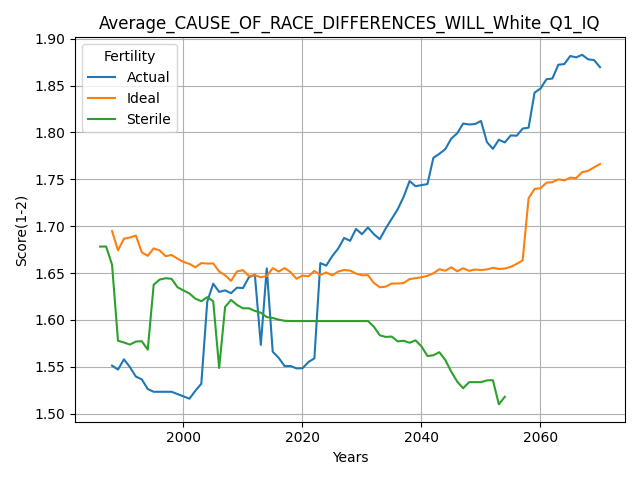 Average_CAUSE_OF_RACE_DIFFERENCES_WILL_White_Q1_IQ
Fertility
Actual
Ideal
Sterile
Score(1-2)
1.90
1.85
1.80
1.75
1.70
1.65
1.60
1.55
1.50
2000 2020 2040 2060
Years